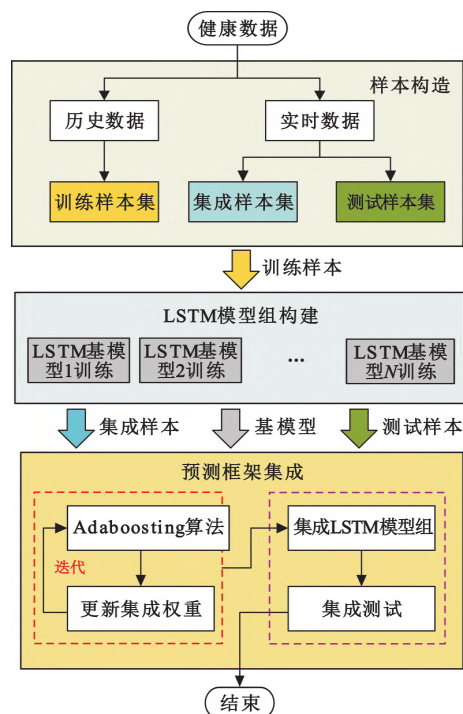 健康数据
样本构造
历史数据
实时数据
训练样本集
集成样本集
测试样本集
训练样本
LSTM模型组构建
LSTM基模
型1训练
LSTM基模
型2训练
...
LSTM基模
型N训练
集成样本
基模型
测试样本
预测框架集成
Adaboosting算法
集成LSTM模型组
迭代
更新集成权重
集成测试
结束